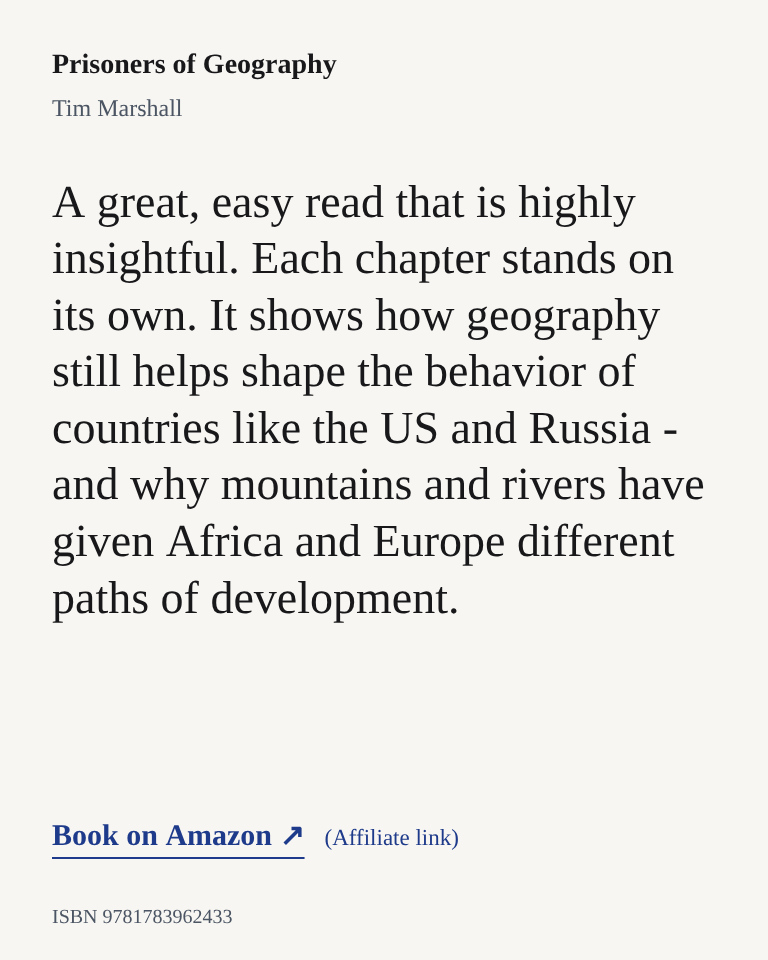 Prisoners of Geography
Tim Marshall
A great, easy read that is highly
insightful. Each chapter stands on
its own. It shows how geography
still helps shape the behavior of
countries like the US and Russia -
and why mountains and rivers have
given Africa and Europe different
paths of development.
Book on Amazon ↗ (Affiliate link)
ISBN 9781783962433